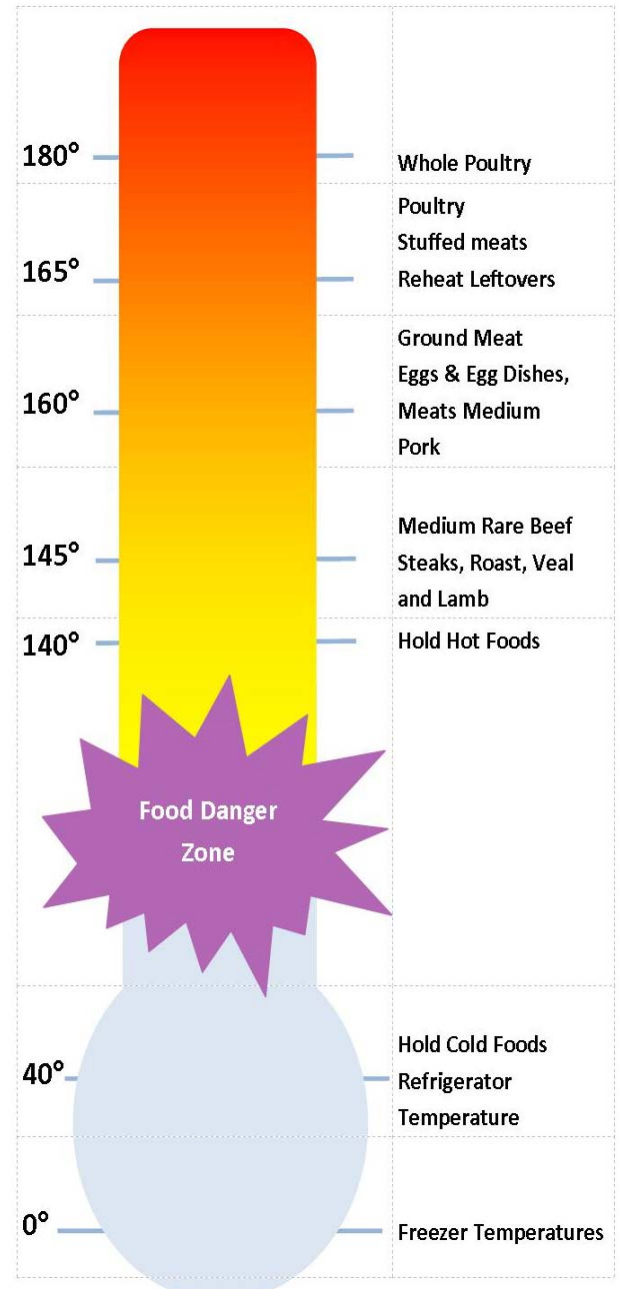 180°
Whole Poultry
Poultry
Stuffed meats
165°
Reheat Leftovers
Ground Meat
Eggs & Egg Dishes,
160°
Meats Medium
Pork
Medium Rare Beef
145°
Steaks, Roast, Veal
and Lamb
140°
Hold Hot Foods
Food Danger
Zone
Hold Cold Foods
40°
Refrigerator
Temperature
0°
Freezer Temperatures